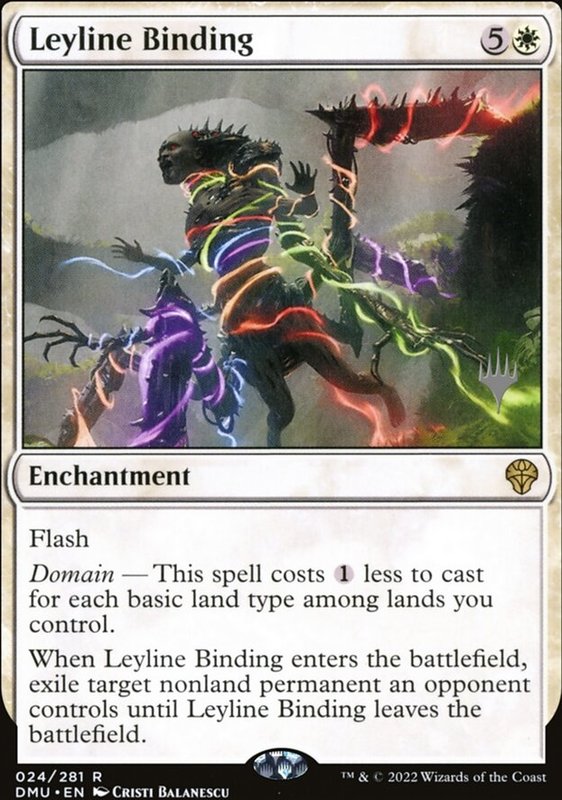 Leyline Binding 5
Enchantment
Flash
Domain — This spell costs 1 less to cast
for each basic land type among lands you
control.
When Leyline Binding enters the battlefield,
exile target nonland permanent an opponent
controls until Leyline Binding leaves the
battlefield.
024/281 R
DMU • EN Cristi Balanescu
™ & © 2022 Wizards of the Coast